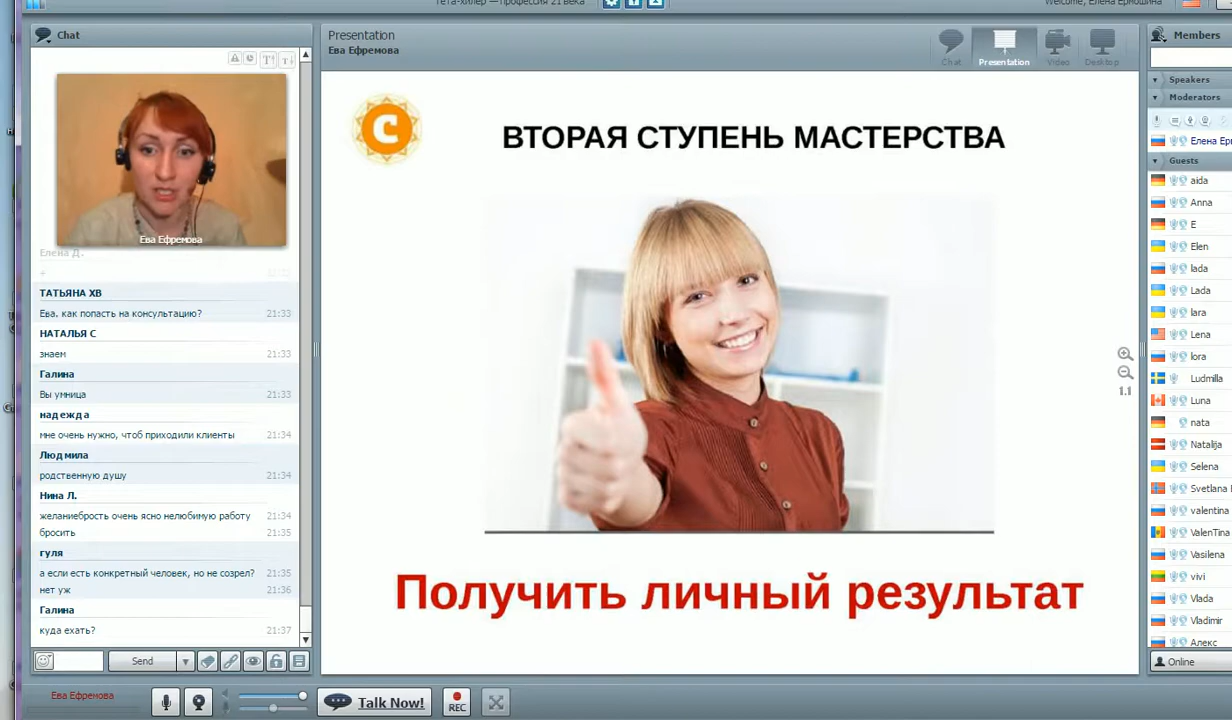 Тета-хилер — профессия 21 века
Welcome, Елена Ермошина
Chat
Ева Ефремова
Елена Д.
+
ТАТЬЯНА ХВ
Ева, как попасть на консультацию?
21:33
НАТАЛЬЯ С
знаем
21:33
Галина
Вы умница
21:33
надежда
мне очень нужно, чтоб приходили клиенты
21:34
Людмила
родственную душу
21:34
Нина Л.
желаниеброcть очень ясно нелюбимую работу
21:34
бросить
21:35
гуля
а если есть конкретный человек, но не созрел?
21:35
нет уж
21:36
Галина
куда ехать?
21:37
Send
Ева Ефремова
Talk Now!
REC
Presentation
Ева Ефремова
Chat
Presentation
Video
Desktop
С
ВТОРАЯ СТУПЕНЬ МАСТЕРСТВА
Получить личный результат
1.1
Members
Speakers
Moderators
Елена Ер
Guests
aida
Anna
E
Elen
lada
Lada
lara
Lena
lora
Ludmilla
Luna
nata
Natalija
Selena
Svetlana
valentina
ValenTina
Vasilena
vivi
Vlada
Vladimir
Алекс
Online